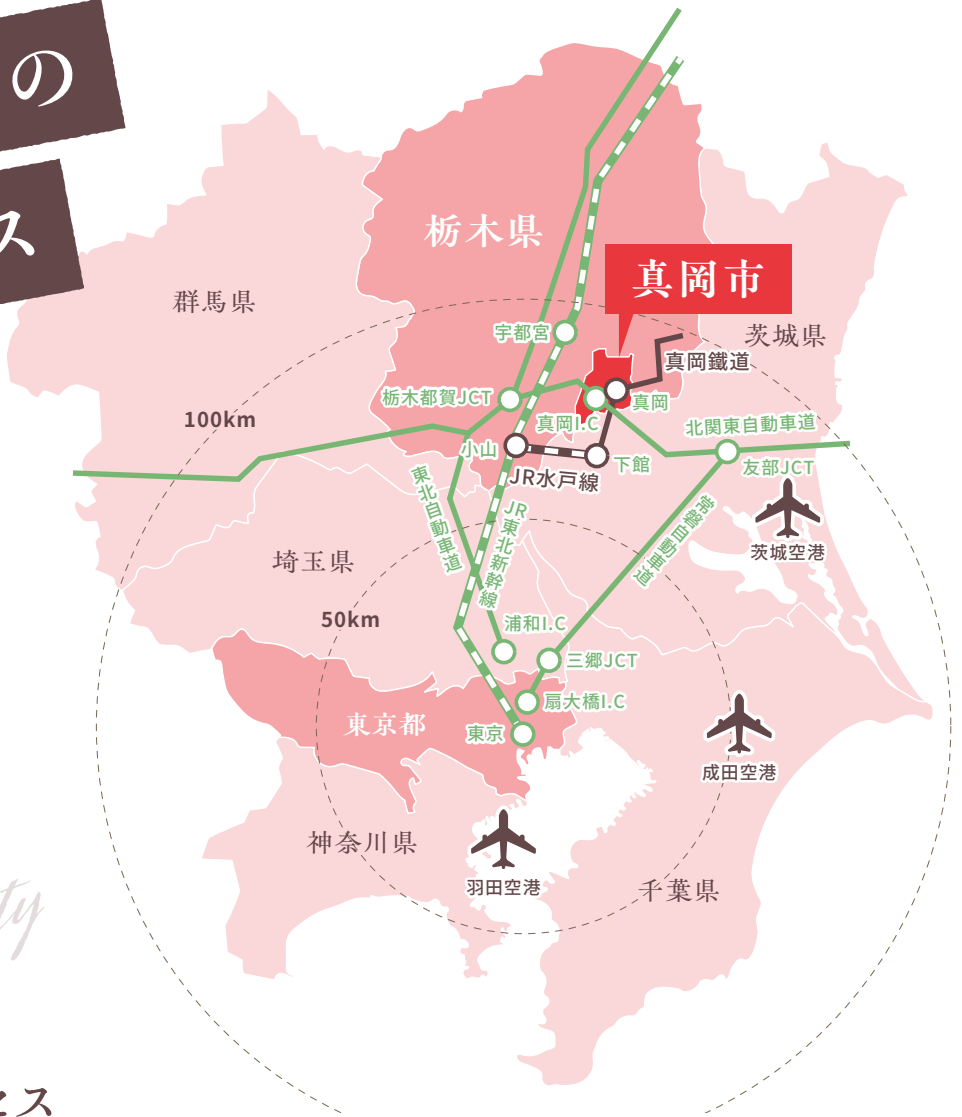 の
ス
栃木県
真岡市
群馬県
茨城県
宇都宮
真岡鐵道
栃木都賀JCT
真岡
100km
真岡I.C
北関東自動車道
小山
下館
友部JCT
JR水戸線
東北自動車道
JR東北新幹線
常磐自動車道
茨城空港
埼玉県
50km
浦和I.C
三郷JCT
扇大橋I.C
東京都
東京
成田空港
神奈川県
羽田空港
千葉県
ty
セス